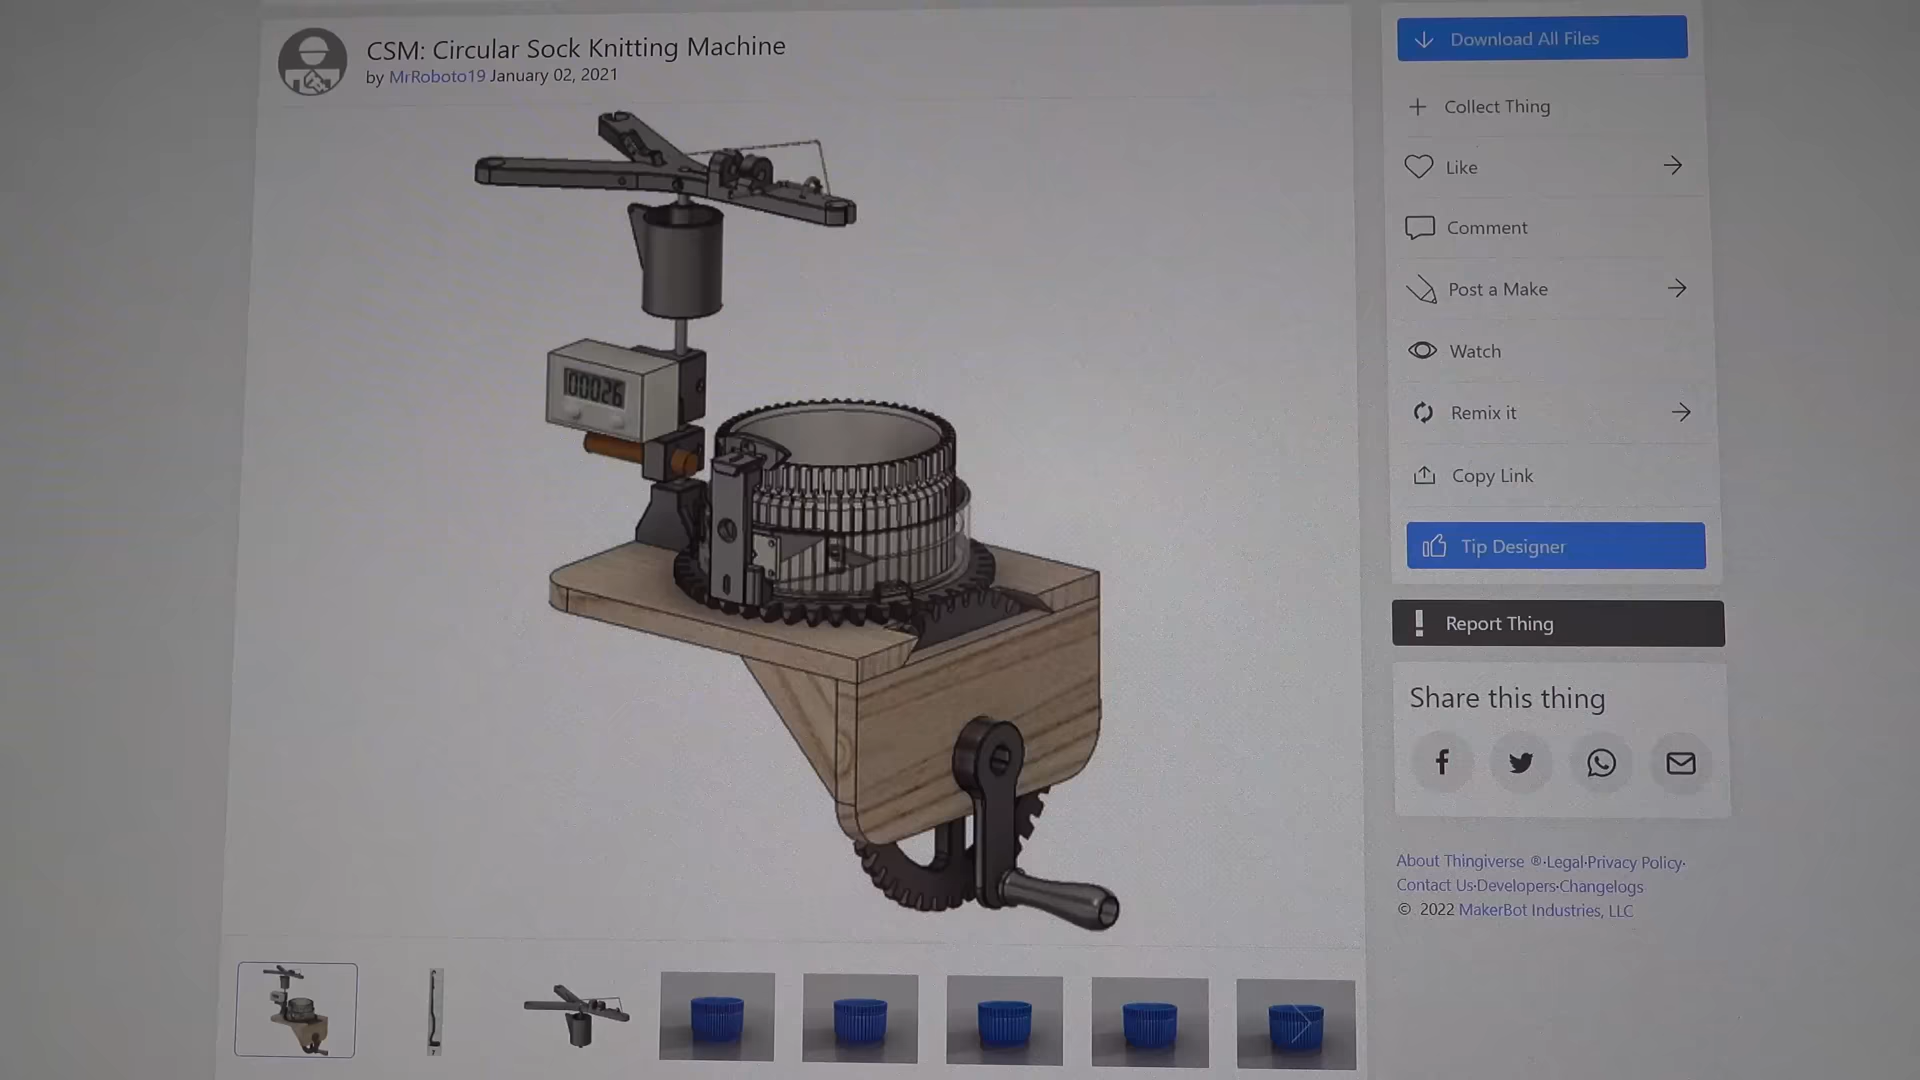 CSM: Circular Sock Knitting Machine
by MrRoboto19 January 02, 2021
00026
Download All Files
Collect Thing
Like
Comment
Post a Make
Watch
Remix it
Copy Link
Tip Designer
Report Thing
Share this thing
About Thingiverse ®·Legal·Privacy Policy·
Contact Us·Developers·Changelogs
© 2022 MakerBot Industries, LLC